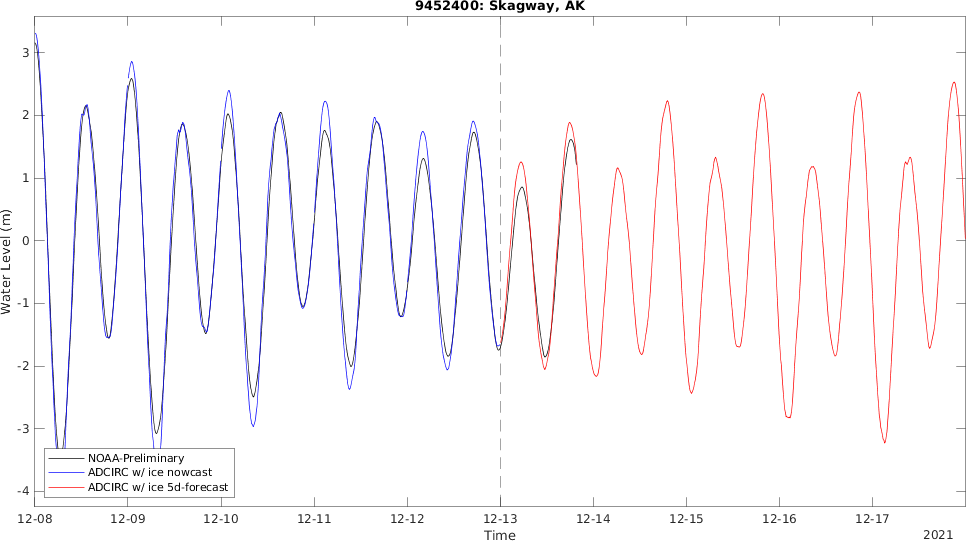 9452400: Skagway, AK
Water Level (m)
3
2
1
0
-1
-2
-3
-4
NOAA-Preliminary
ADCIRC w/ ice nowcast
ADCIRC w/ ice 5d-forecast
12-08 12-09 12-10 12-11 12-12 12-13 12-14 12-15 12-16 12-17
Time
2021